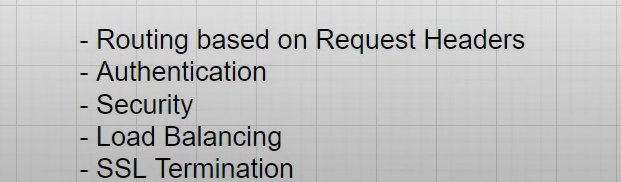 - Routing based on Request Headers
- Authentication
- Security
- Load Balancing
- SSL Termination